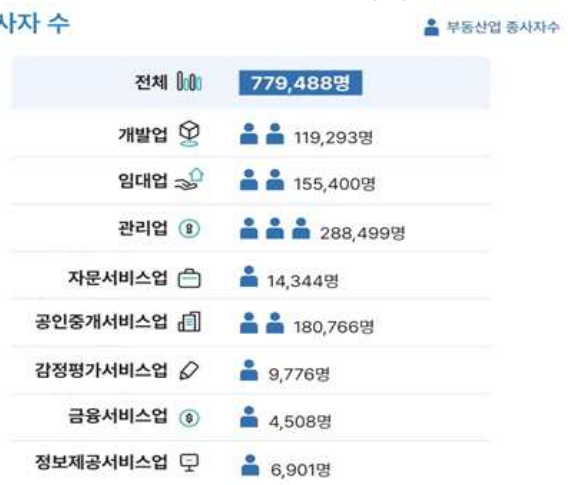 사자 수
부동산업 종사자수
전체 779,488명
개발업 119,293명
임대업 155,400명
관리업 288,499명
자문서비스업 14,344명
공인중개서비스업 180,766명
감정평가서비스업 9,776명
금융서비스업 4,508명
정보제공서비스업 6,901명